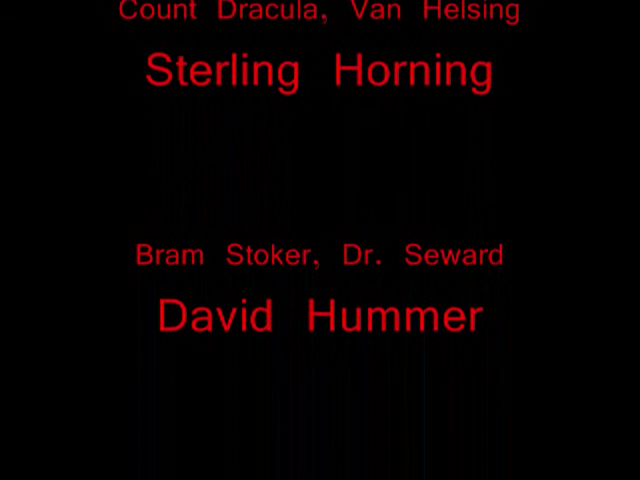 Count Dracula, Van Helsing
Sterling Horning
Bram Stoker, Dr. Seward
David Hummer